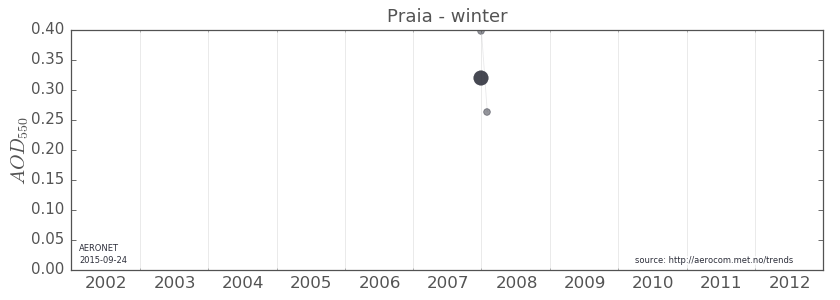 Praia - winter
0.40
0.35
0.30
0.25
0.20
0.15
0.10
0.05
0.00
AOD550
AERONET
2015-09-24
source: http://aerocom.met.no/trends
2002 2003 2004 2005 2006 2007 2008 2009 2010 2011 2012